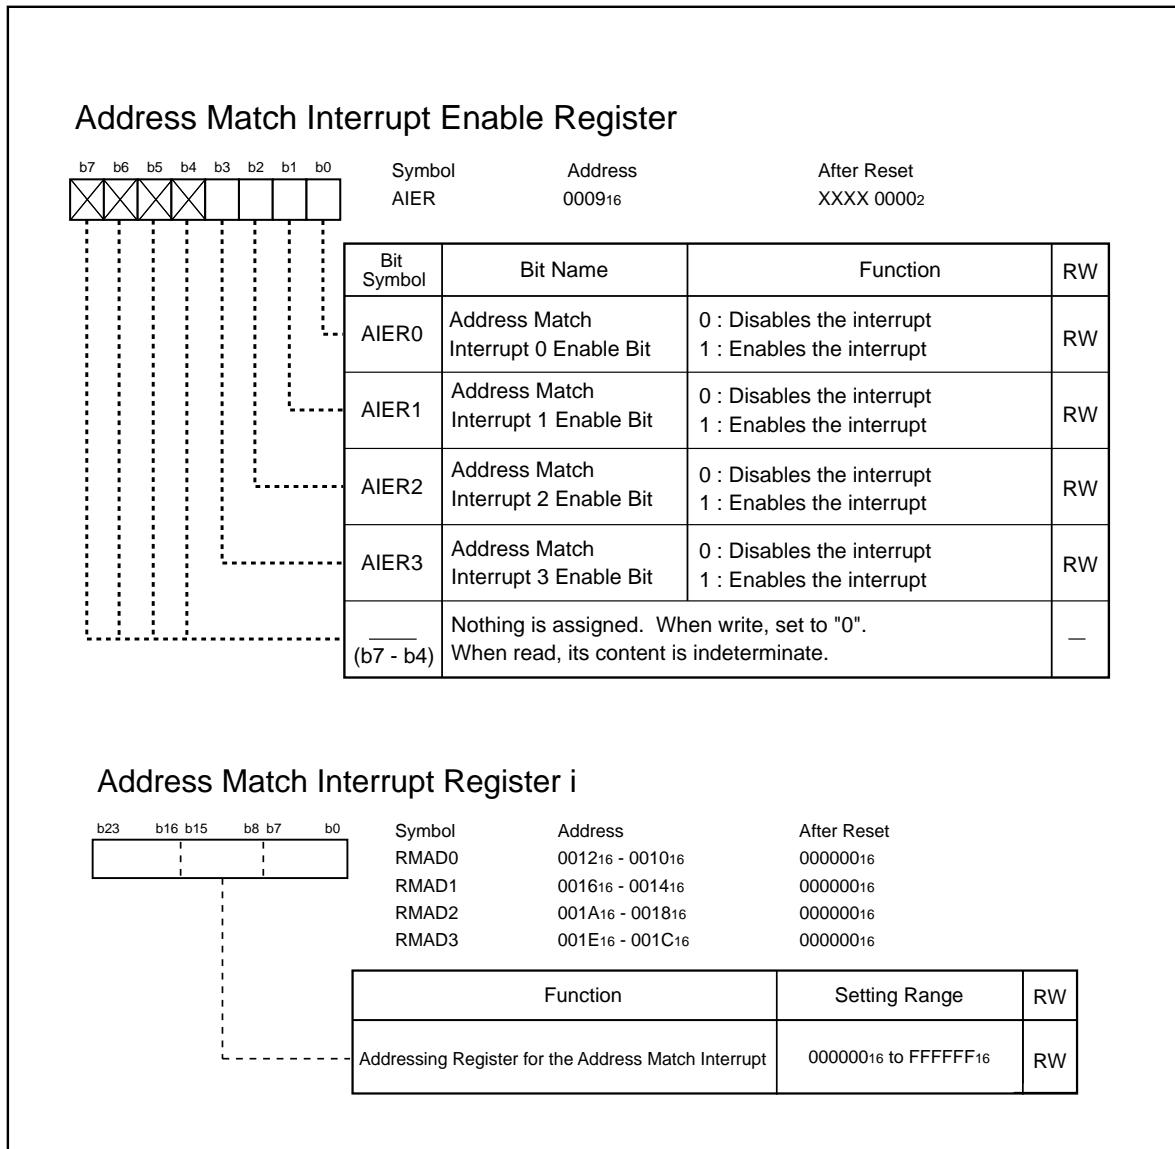 Address Match Interrupt Enable Register
b7 b6 b5 b4 b3 b2 b1 b0
Symbol Address After Reset
AIER 000916 XXXX 00002
Bit Symbol Bit Name Function RW
AIER0 Address Match Interrupt 0 Enable Bit 0 : Disables the interrupt 1 : Enables the interrupt RW
AIER1 Address Match Interrupt 1 Enable Bit 0 : Disables the interrupt 1 : Enables the interrupt RW
AIER2 Address Match Interrupt 2 Enable Bit 0 : Disables the interrupt 1 : Enables the interrupt RW
AIER3 Address Match Interrupt 3 Enable Bit 0 : Disables the interrupt 1 : Enables the interrupt RW
(b7 - b4) Nothing is assigned. When write, set to "0". When read, its content is indeterminate. —
Address Match Interrupt Register i
b23 b16 b15 b8 b7 b0
Symbol Address After Reset
RMAD0 001216 - 001016 00000016
RMAD1 001616 - 001416 00000016
RMAD2 001A16 - 001816 00000016
RMAD3 001E16 - 001C16 00000016
Function Setting Range RW
Addressing Register for the Address Match Interrupt 00000016 to FFFFFF16 RW